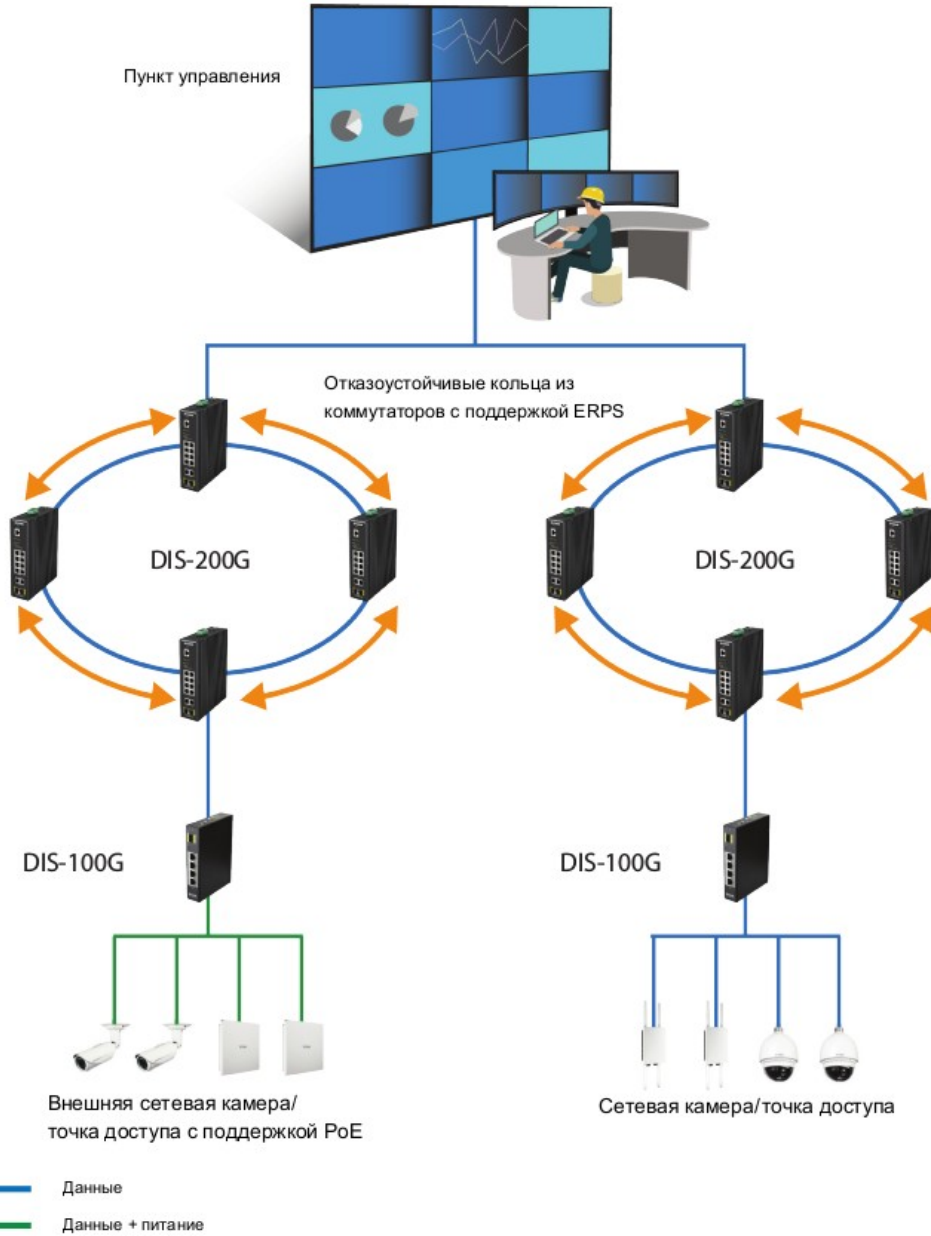 Пункт управления
Отказоустойчивые кольца из
коммутаторов с поддержкой ERPS
DIS-200G
DIS-200G
DIS-100G
DIS-100G
Внешняя сетевая камера/
точка доступа с поддержкой PoE
Сетевая камера/точка доступа
Данные
Данные + питание